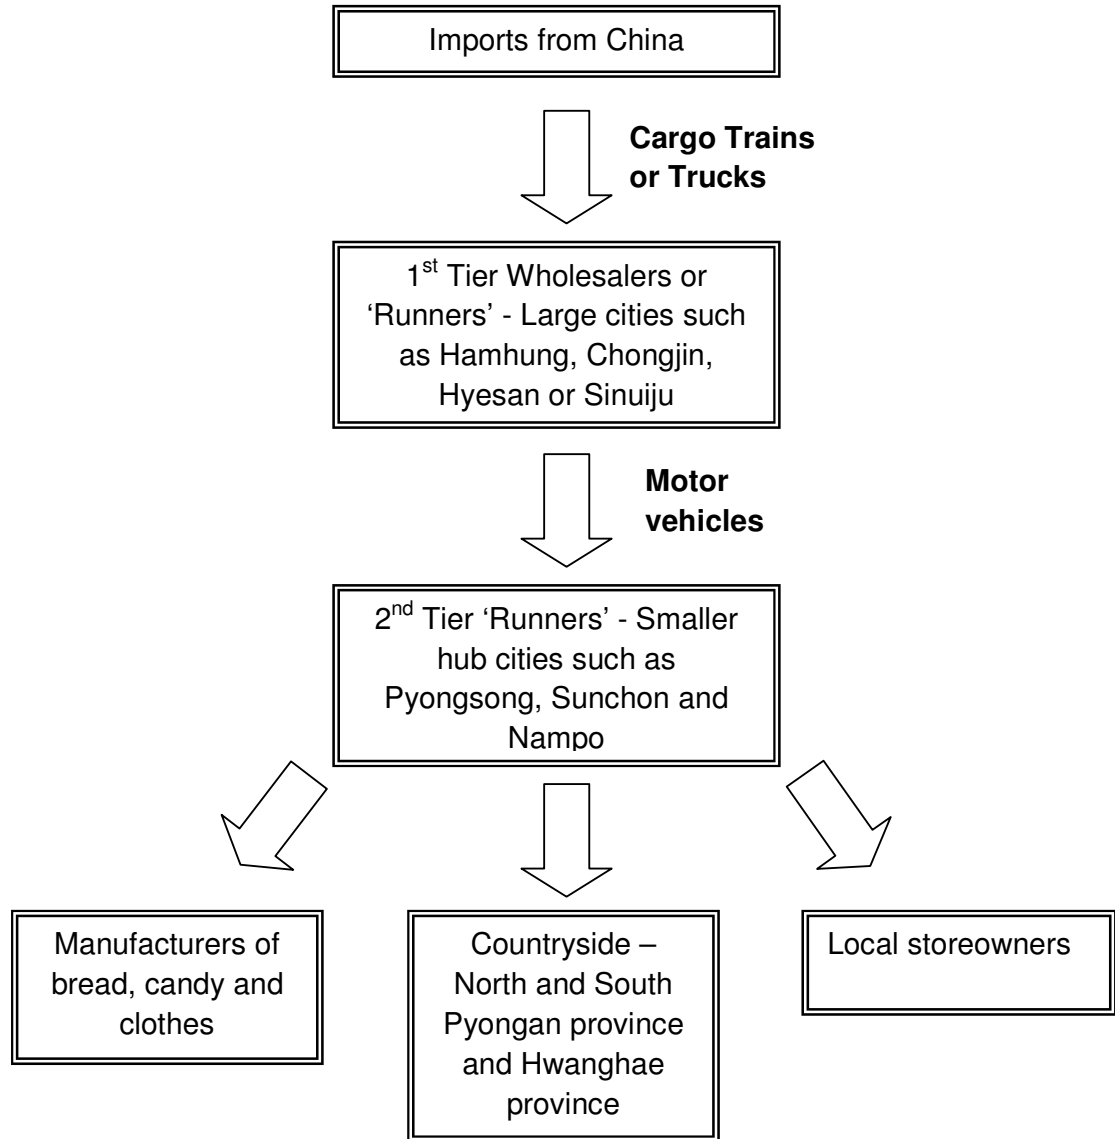 Imports from China
Cargo Trains
or Trucks
1st Tier Wholesalers or
‘Runners’ - Large cities such
as Hamhung, Chongjin,
Hyesan or Sinuiju
Motor
vehicles
2nd Tier ‘Runners’ - Smaller
hub cities such as
Pyongsong, Sunchon and
Nampo
Manufacturers of
bread, candy and
clothes
Countryside –
North and South
Pyongan province
and Hwanghae
province
Local storeowners